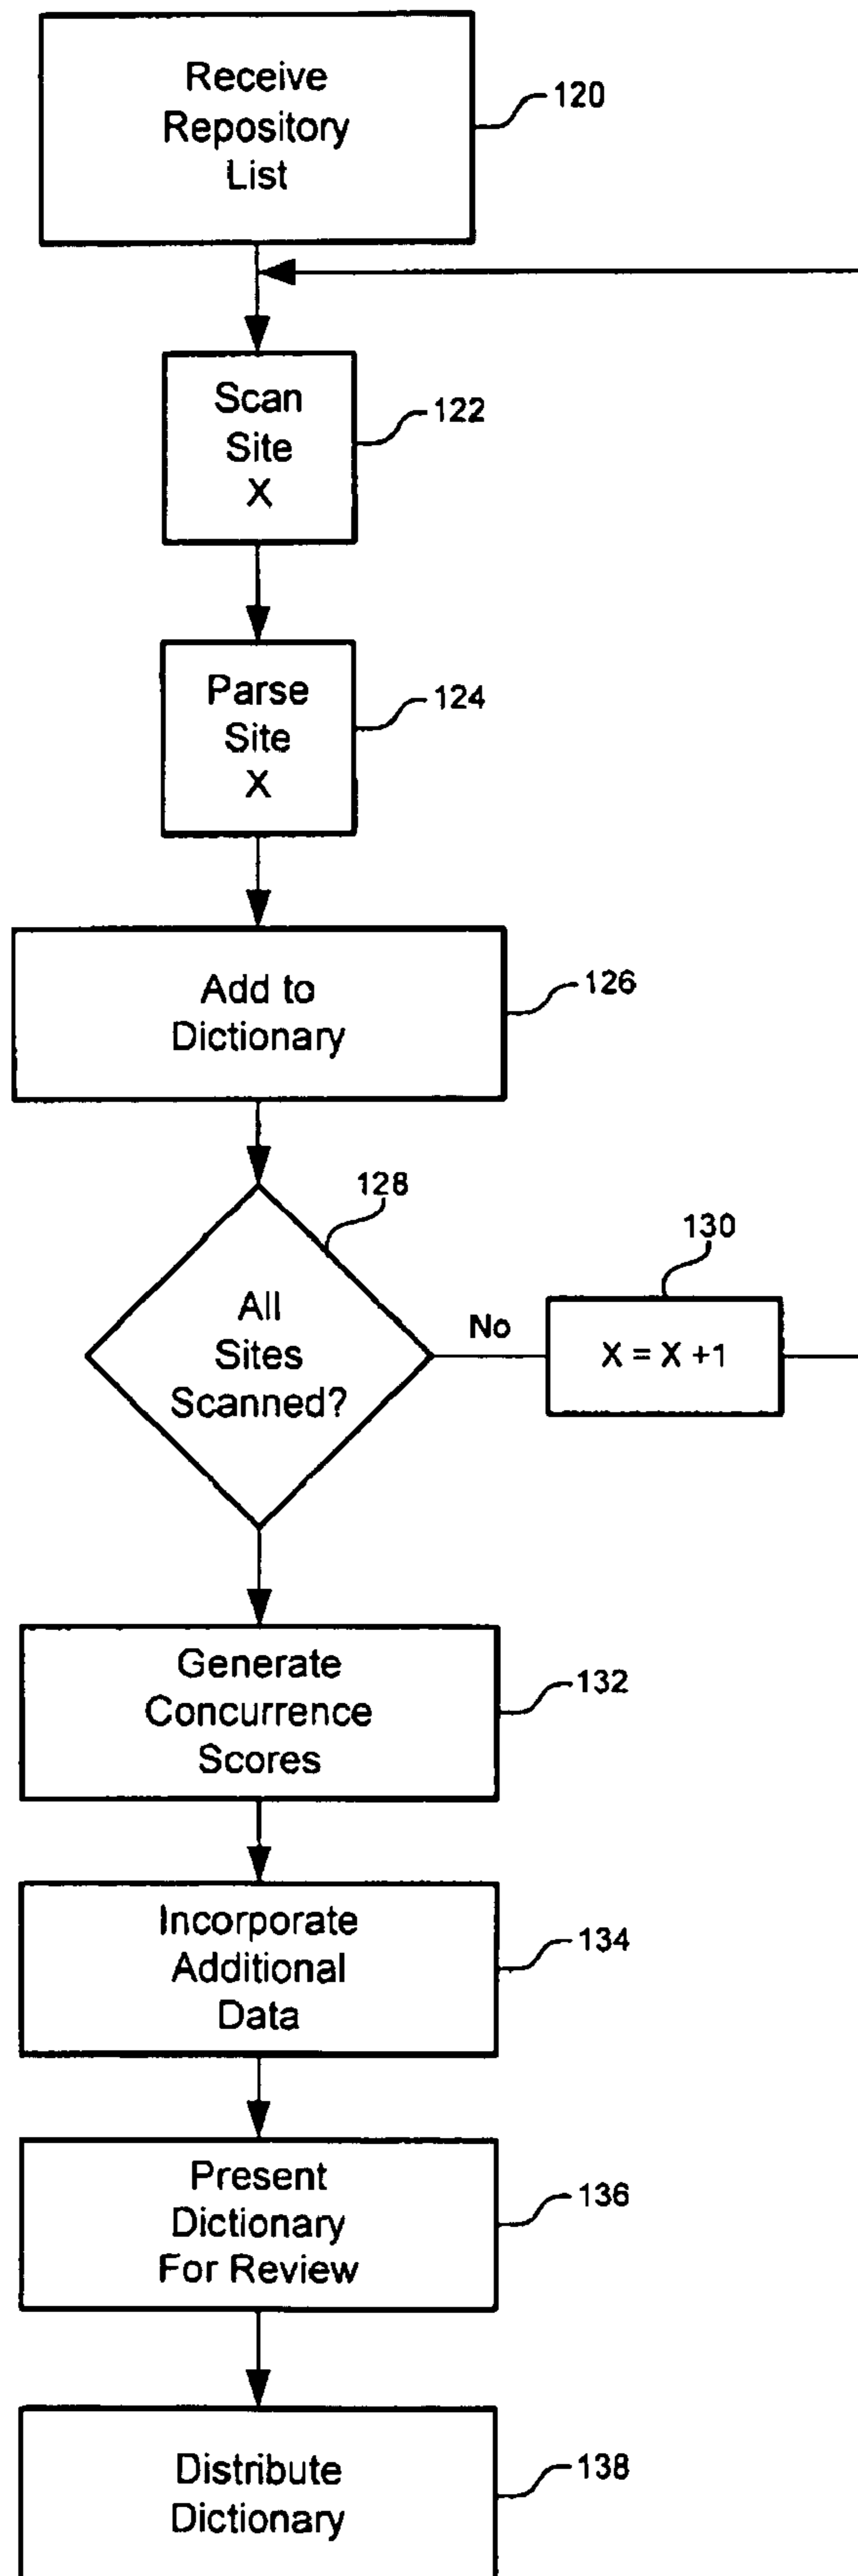 Receive
Repository
List
120
Scan
Site
X
122
Parse
Site
X
124
Add to
Dictionary
126
128
All
Sites
Scanned?
No
130
X = X +1
Generate
Concurrence
Scores
132
Incorporate
Additional
Data
134
Present
Dictionary
For Review
136
Distribute
Dictionary
138